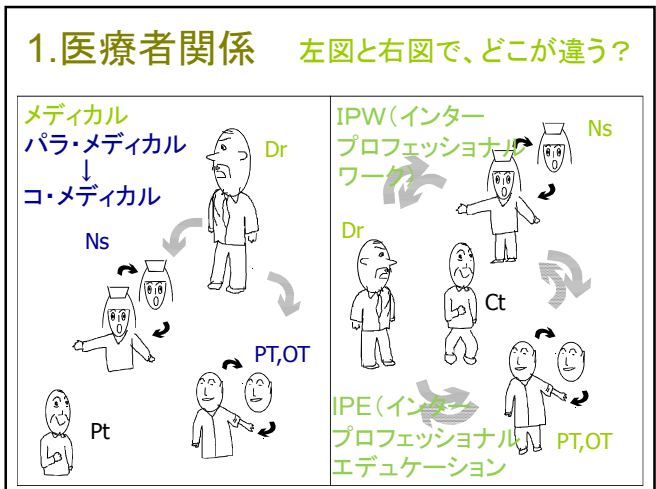 1.医療者関係 左図と右図で、どこが違う？
メディカル
パラ・メディカル
↓
コ・メディカル
Dr
Ns
PT,OT
Pt
IPW（インター
プロフェッショナル
ワーク）
Ns
Dr
Ct
PT,OT
IPE（インター
プロフェッショナル
エデュケーション